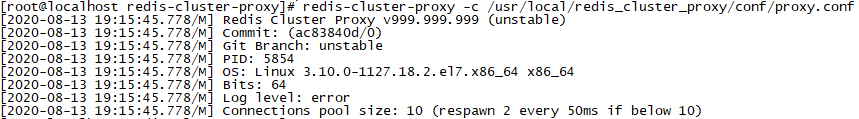 [root@localhost redis-cluster-proxy]# redis-cluster-proxy -c /usr/local/redis_cluster_proxy/conf/proxy.conf
[2020-08-13 19:15:45.778/M] Redis Cluster Proxy v999.999.999 (unstable)
[2020-08-13 19:15:45.778/M] Commit: (ac83840d/0)
[2020-08-13 19:15:45.778/M] Git Branch: unstable
[2020-08-13 19:15:45.778/M] PID: 5854
[2020-08-13 19:15:45.778/M] OS: Linux 3.10.0-1127.18.2.el7.x86_64 x86_64
[2020-08-13 19:15:45.778/M] Bits: 64
[2020-08-13 19:15:45.778/M] Log level: error
[2020-08-13 19:15:45.778/M] Connections pool size: 10 (respawn 2 every 50ms if below 10)